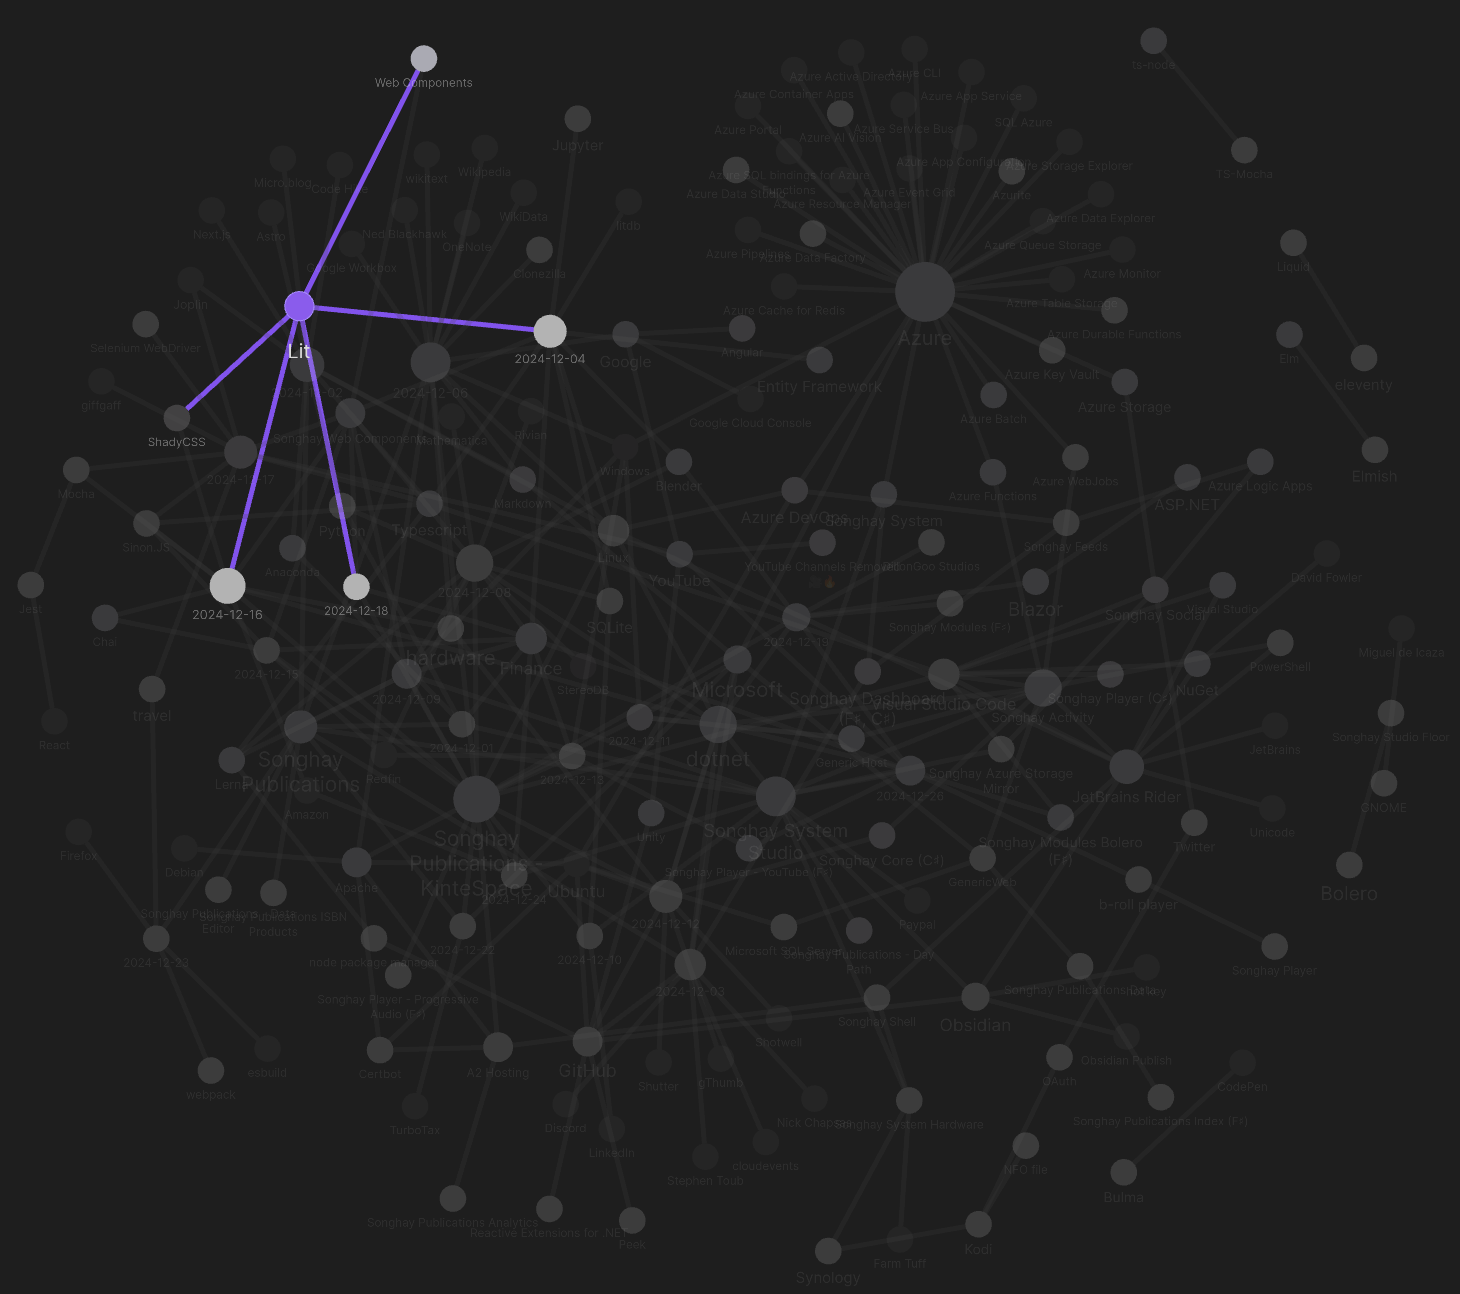 ts-node
Azure Active Directory
Azure CLI
Web Components
Azure Container Apps
Azure App Service
SQL Azure
Azure Portal
Azure Service Bus
Azure AI Vision
Jupyter
Azure App Configuration
Azure Storage Explorer
Wikipedia
TS-Mocha
wikitext
Azure SQL bindings for Azure
Functions
Micro.blog
Code Hike
Azure Data Studio
Azure Event Grid
Azurite
Azure Resource Manager
WikiData
litdb
Azure Data Explorer
Next.js
Astro
Ned Blackhawk
OneNote
Azure Queue Storage
Azure Pipelines
Azure Data Factory
Google Workbox
Clonezilla
Liquid
Azure Monitor
Joplin
Azure Table Storage
Azure Cache for Redis
Azure Durable Functions
Azure
Selenium WebDriver
Lit
2024-12-04
Google
Angular
Elm
Azure Key Vault
2024-12-02
2024-12-06
Entity Framework
eleventy
giffgaff
Azure Storage
Azure Batch
Google Cloud Console
ShadyCSS
Songhay Web Components
Mathematica
Rivian
2024-12-17
Windows
Blender
Azure WebJobs
Elmish
Azure Logic Apps
Mocha
Markdown
Azure Functions
ASP.NET
Python
Typescript
Azure DevOps
Songhay System
Sinon.JS
Linux
Songhay Feeds
Anaconda
YouTube
YouTube Channels Removed
DemonGoo Studios
David Fowler
2024-12-08
Jest
Blazor
Songhay Social
Visual Studio
2024-12-16
2024-12-18
Chai
SQLite
2024-12-19
Songhay Modules (F♯)
hardware
Finance
Miguel de Icaza
2024-12-15
PowerShell
Stereolab
2024-12-09
Microsoft
Songhay Dashboard
(F♯, C♯)
Visual Studio Code
Songhay Player (C♯)
NuGet
travel
Songhay Activity
React
2024-12-01
2024-12-11
Songhay Studio Floor
JetBrains
Songhay
Publications
dotnet
Generic Host
Lerna
Redfin
2024-12-13
Songhay Azure Storage
Mirror
2024-12-26
JetBrains Rider
Amazon
GNOME
Unity
Songhay System
Studio
Unicode
Songhay
Publications -
KinteSpace
Songhay Modules Bolero
(F♯)
Twitter
Firefox
Songhay Core (C♯)
Debian
Apache
Songhay Player - YouTube (F♯)
GenericWeb
Ubuntu
2024-12-24
Bolero
b-roll player
Songhay Publications - Data
Editor
Songhay Publications ISBN
Products
2024-12-12
Paypal
2024-12-23
node package manager
2024-12-22
2024-12-10
Microsoft SQL Server
Songhay Publications - Day
Path
Songhay Player
Songhay Player - Progressive
Audio (F♯)
2024-12-03
Songhay Publications Data
Songhay Shell
Obsidian
Snotwell
esbuild
Certbot
A2 Hosting
GitHub
Obsidian Publish
webpack
Shutter
gThumb
OAuth
CodePen
TurboTax
Discord
Nick Chapsas
Songhay System Hardware
Songhay Publications Index (F♯)
LinkedIn
cloudevents
NFO file
Stephen Toub
Bulma
Songhay Publications Analytics
Reactive Extensions for .NET
Peek
Kodi
Farm Tuff
Synology